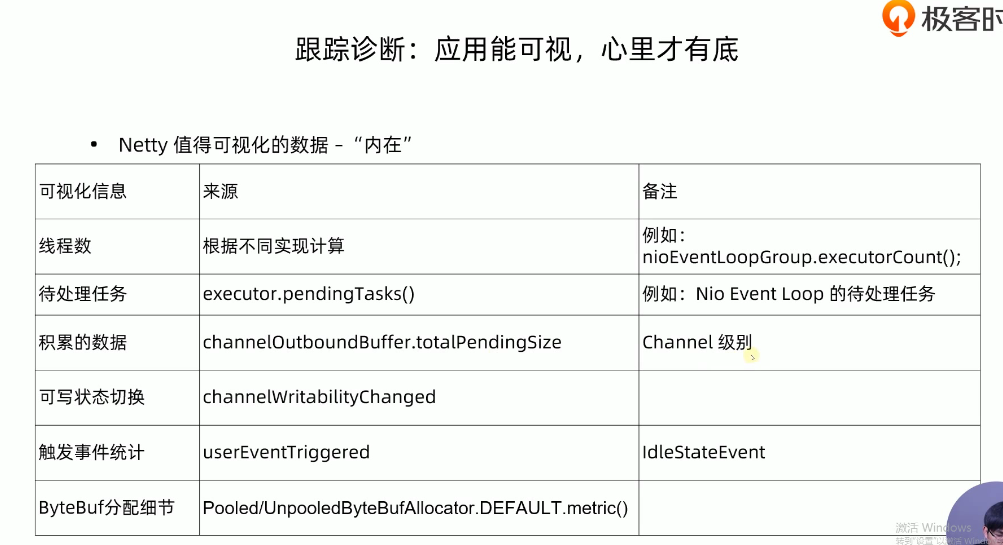 极客时
跟踪诊断：应用能可视，心里才有底
• Netty 值得可视化的数据 – “内在”
可视化信息 来源 备注
线程数 根据不同实现计算 例如：
nioEventLoopGroup.executorCount();
待处理任务 executor.pendingTasks() 例如：Nio Event Loop 的待处理任务
积累的数据 channelOutboundBuffer.totalPendingSize Channel 级别
可写状态切换 channelWritabilityChanged
触发事件统计 userEventTriggered IdleStateEvent
ByteBuf分配细节 Pooled/UnpooledByteBufAllocator.DEFAULT.metric()
激活 Windows
转到"设置"以激活 Windows